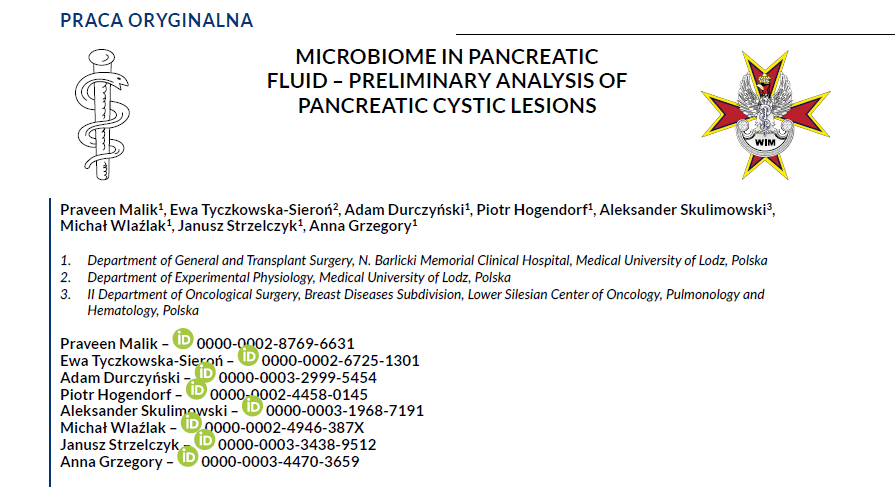 PRACA ORYGINALNA
MICROBIOME IN PANCREATIC
FLUID – PRELIMINARY ANALYSIS OF
PANCREATIC CYSTIC LESIONS
WIM
Praveen Malik¹, Ewa Tyczkowska-Sieroń², Adam Durczyński¹, Piotr Hogendorf¹, Aleksander Skulimowski³,
Michał Wlaźlak¹, Janusz Strzelczyk¹, Anna Grzegory¹
1. Department of General and Transplant Surgery, N. Barlicki Memorial Clinical Hospital, Medical University of Lodz, Polska
2. Department of Experimental Physiology, Medical University of Lodz, Polska
3. II Department of Oncological Surgery, Breast Diseases Subdivision, Lower Silesian Center of Oncology, Pulmonology and
Hematology, Polska
Praveen Malik – iD 0000-0002-8769-6631
Ewa Tyczkowska-Sieroń – iD 0000-0002-6725-1301
Adam Durczyński – iD 0000-0003-2999-5454
Piotr Hogendorf – iD 0000-0002-4458-0145
Aleksander Skulimowski – iD 0000-0003-1968-7191
Michał Wlaźlak – iD 0000-0002-4946-387X
Janusz Strzelczyk – iD 0000-0003-3438-9512
Anna Grzegory – iD 0000-0003-4470-3659